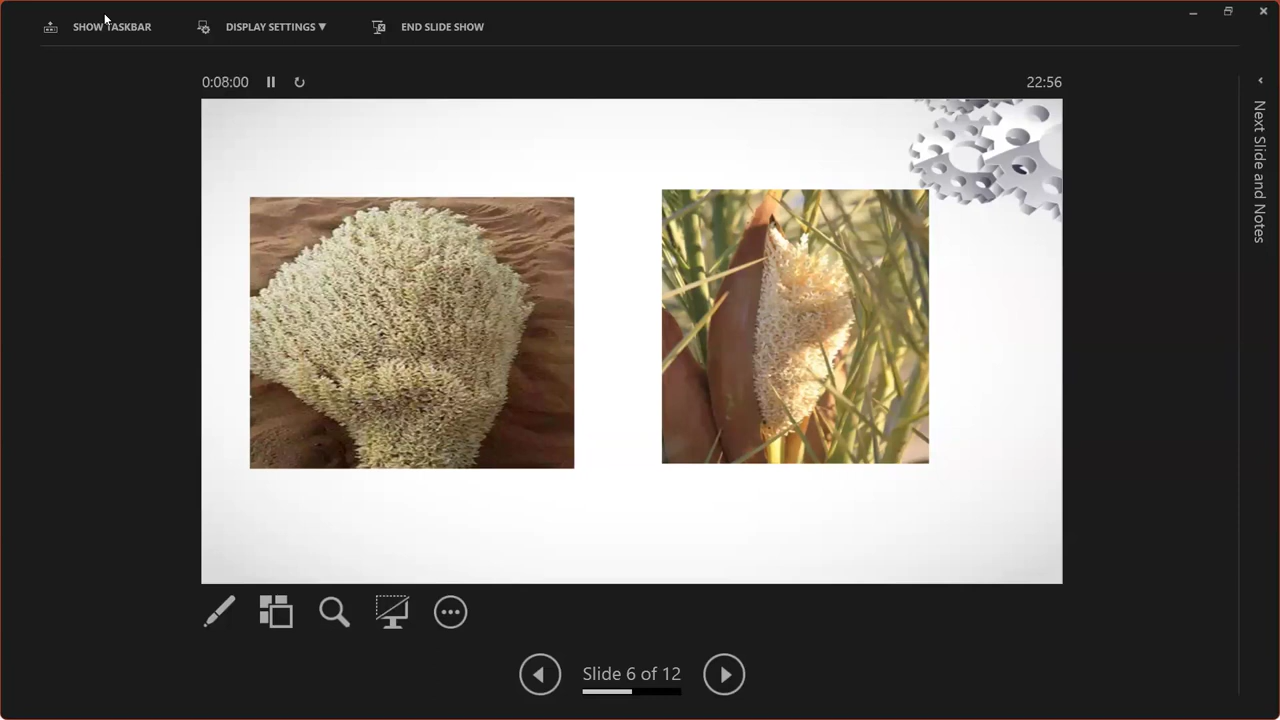 SHOW TASKBAR
DISPLAY SETTINGS ▼
END SLIDE SHOW
0:08:00
22:56
Next Slide and Notes
Slide 6 of 12